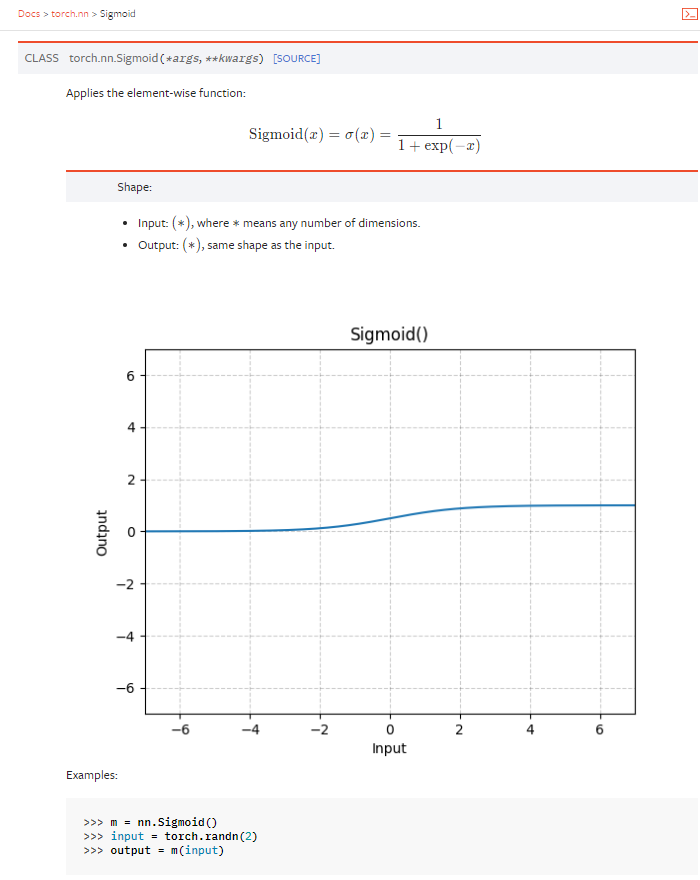 Docs > torch.nn > Sigmoid
CLASS torch.nn.Sigmoid(*args, **kwargs) [SOURCE]
Applies the element-wise function:
Sigmoid(x) = σ(x) = 1 / 1 + exp(−x)
Shape:
• Input: (∗), where ∗ means any number of dimensions.
• Output: (∗), same shape as the input.
Sigmoid()
6
4
2
0
−2
−4
−6
Output
−6 −4 −2 0 2 4 6
Input
Examples:
>>> m = nn.Sigmoid()
>>> input = torch.randn(2)
>>> output = m(input)